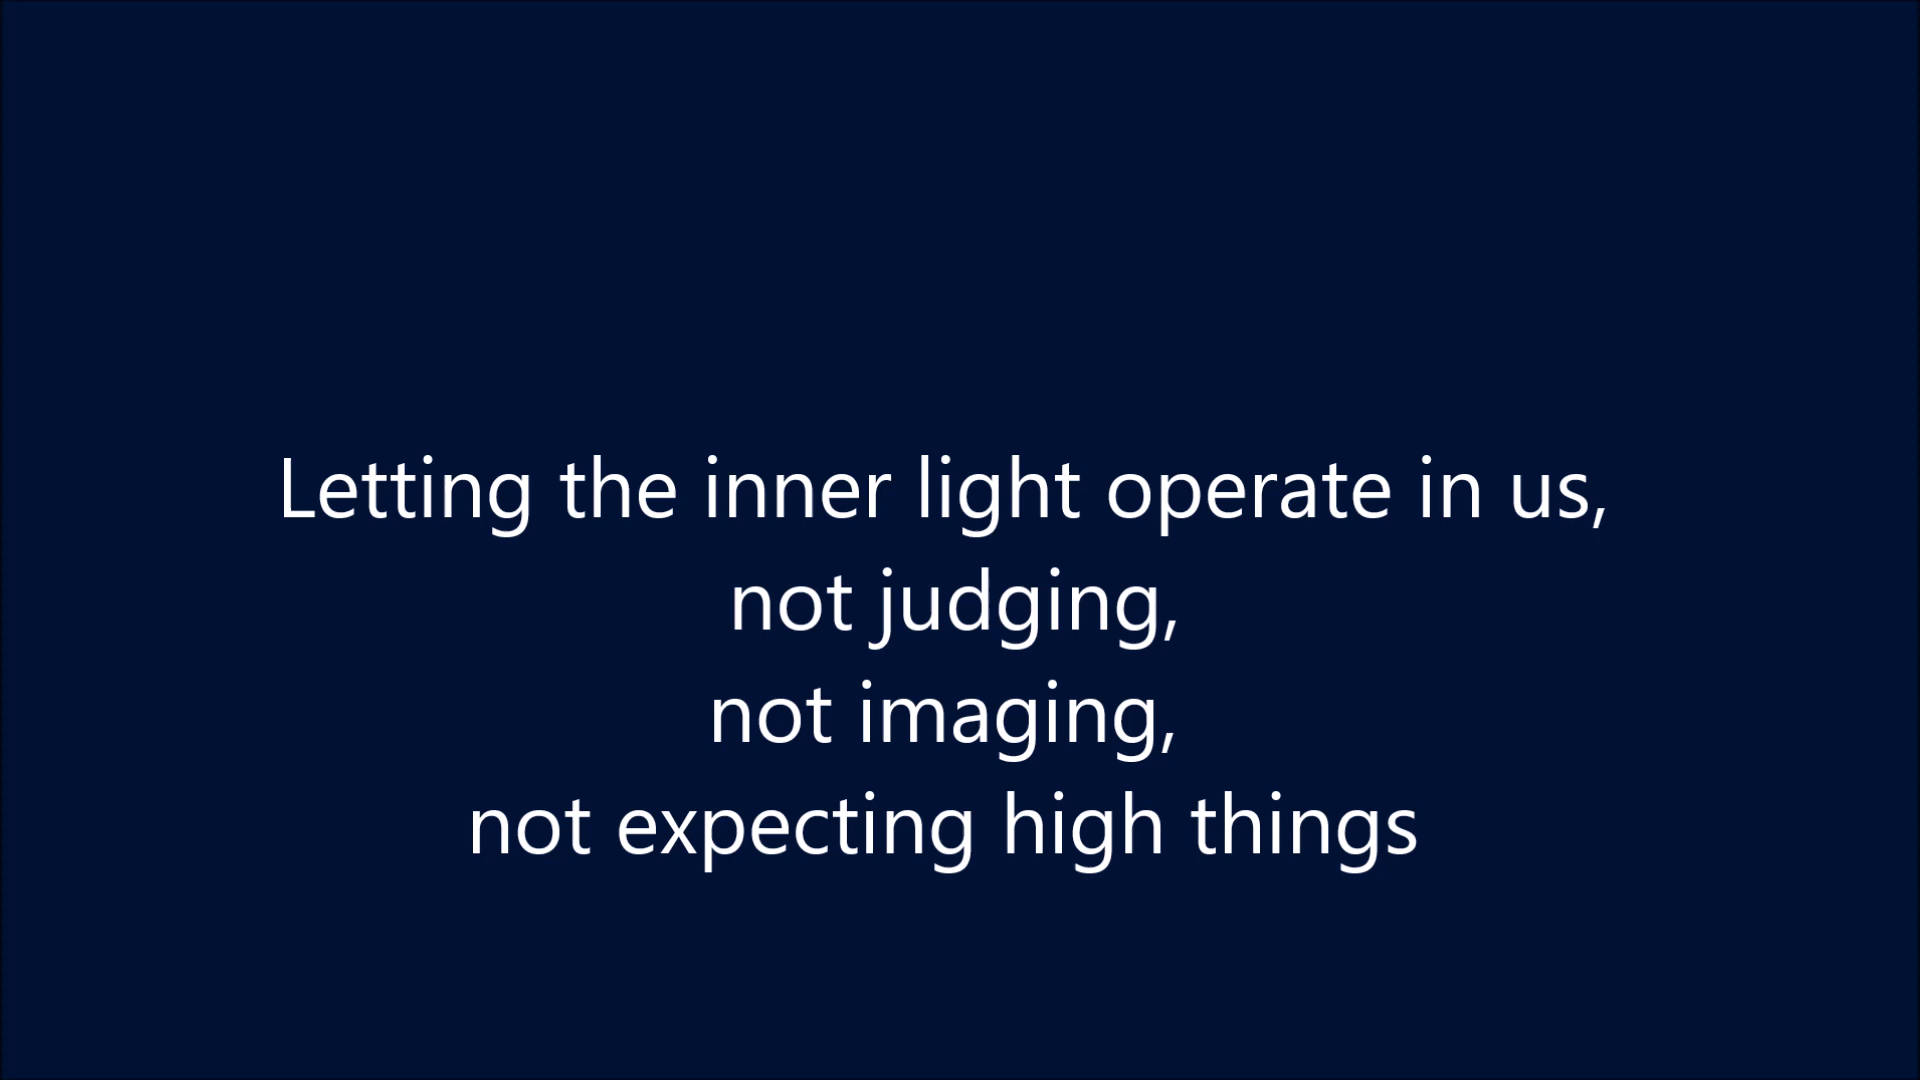 Letting the inner light operate in us,
not judging,
not imaging,
not expecting high things